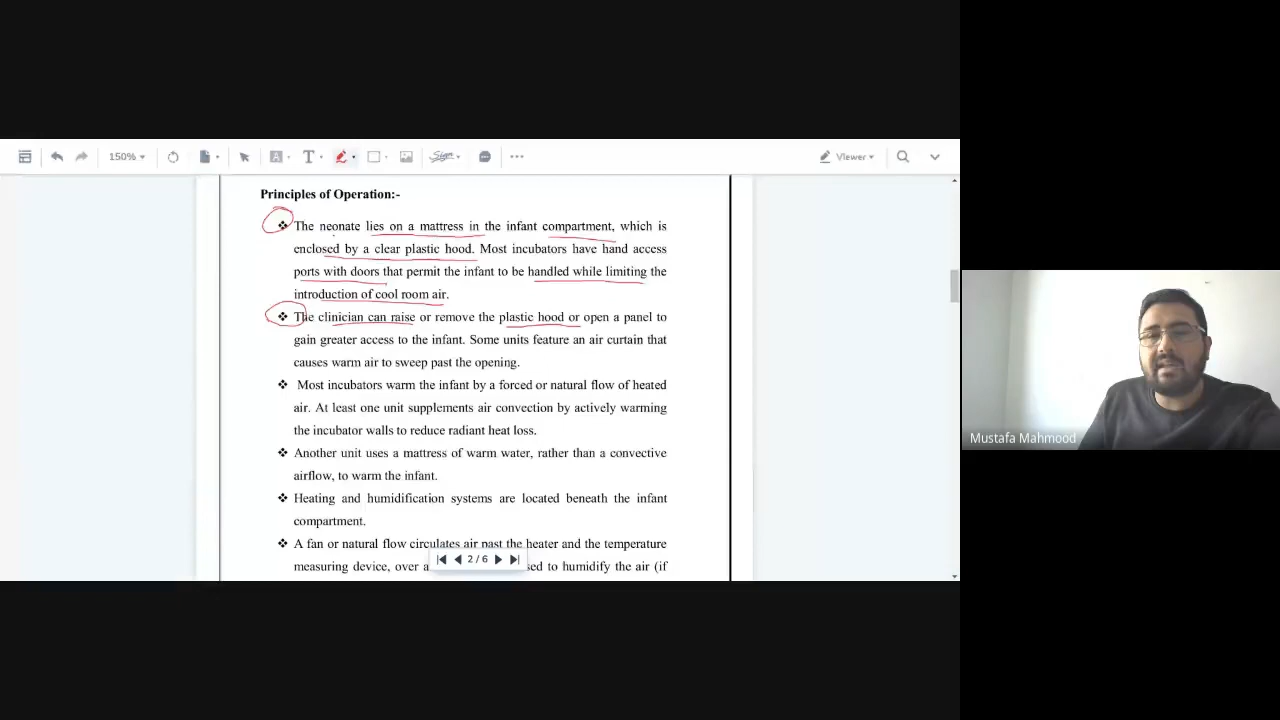 150%
T
Sign
Viewer
Principles of Operation:-
❖ The neonate lies on a mattress in the infant compartment, which is
enclosed by a clear plastic hood. Most incubators have hand access
ports with doors that permit the infant to be handled while limiting the
introduction of cool room air.
❖ The clinician can raise or remove the plastic hood or open a panel to
gain greater access to the infant. Some units feature an air curtain that
causes warm air to sweep past the opening.
❖ Most incubators warm the infant by a forced or natural flow of heated
air. At least one unit supplements air convection by actively warming
the incubator walls to reduce radiant heat loss.
❖ Another unit uses a mattress of warm water, rather than a convective
airflow, to warm the infant.
❖ Heating and humidification systems are located beneath the infant
compartment.
❖ A fan or natural flow circulates air past the heater and the temperature
measuring device, over a sed to humidify the air (if
2 / 6
Mustafa Mahmood